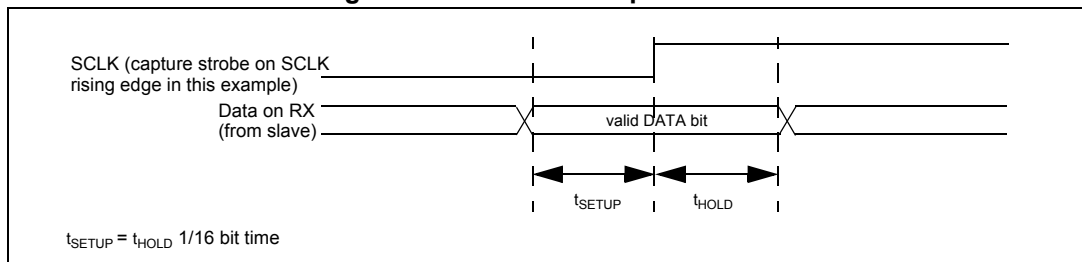 SCLK (capture strobe on SCLK
rising edge in this example)
Data on RX
(from slave)
valid DATA bit
tSETUP
tHOLD
tSETUP = tHOLD 1/16 bit time